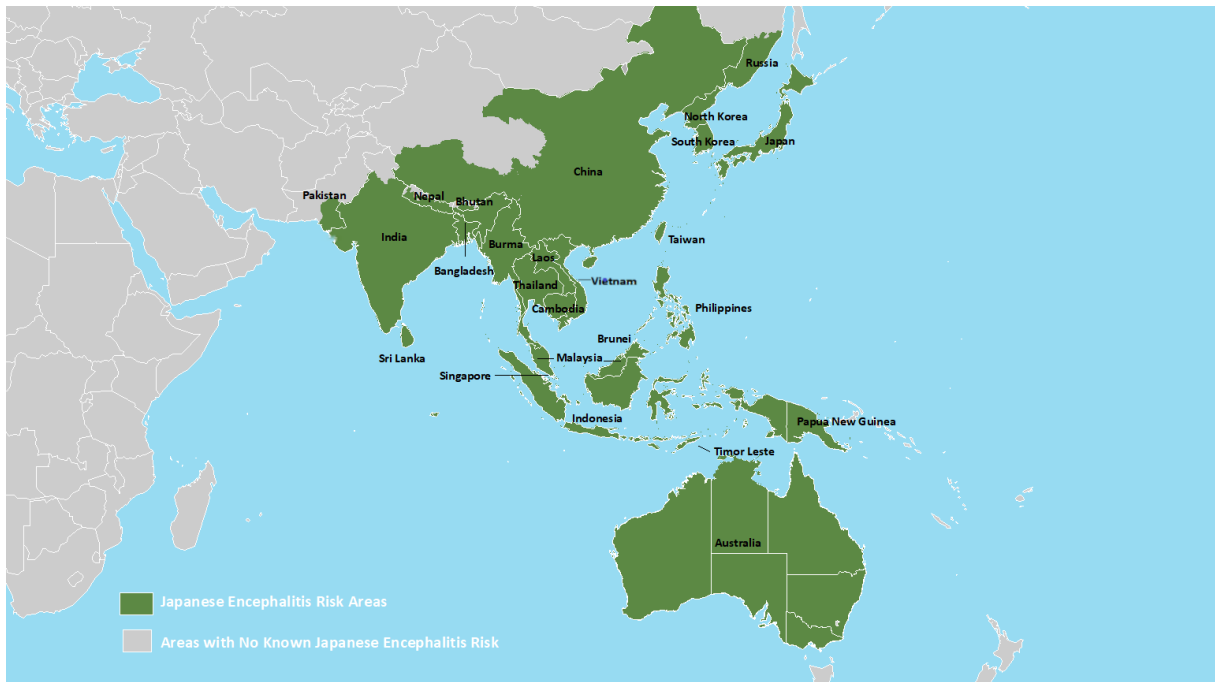 Russia
North Korea
South Korea
Japan
China
Pakistan
Nepal
Bhutan
India
Burma
Taiwan
Laos
Bangladesh
Vietnam
Thailand
Cambodia
Philippines
Brunei
Sri Lanka
Malaysia
Singapore
Indonesia
Papua New Guinea
Timor Leste
Australia
Japanese Encephalitis Risk Areas
Areas with No Known Japanese Encephalitis Risk